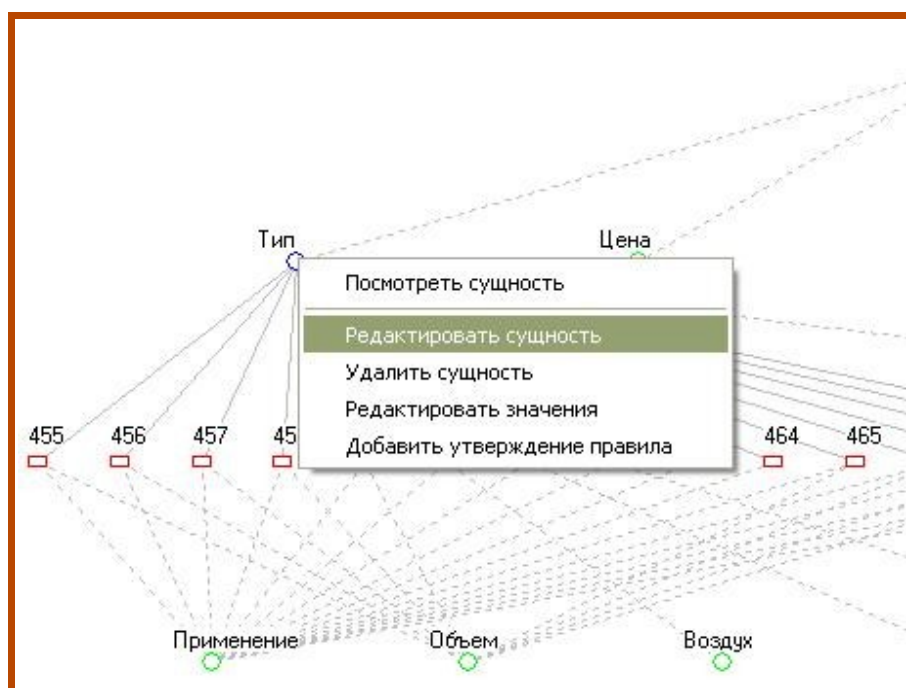 Тип
Цена
Посмотреть сущность
Редактировать сущность
Удалить сущность
Редактировать значения
Добавить утверждение правила
455 456 457 45 464 465
Применение Объем Воздух